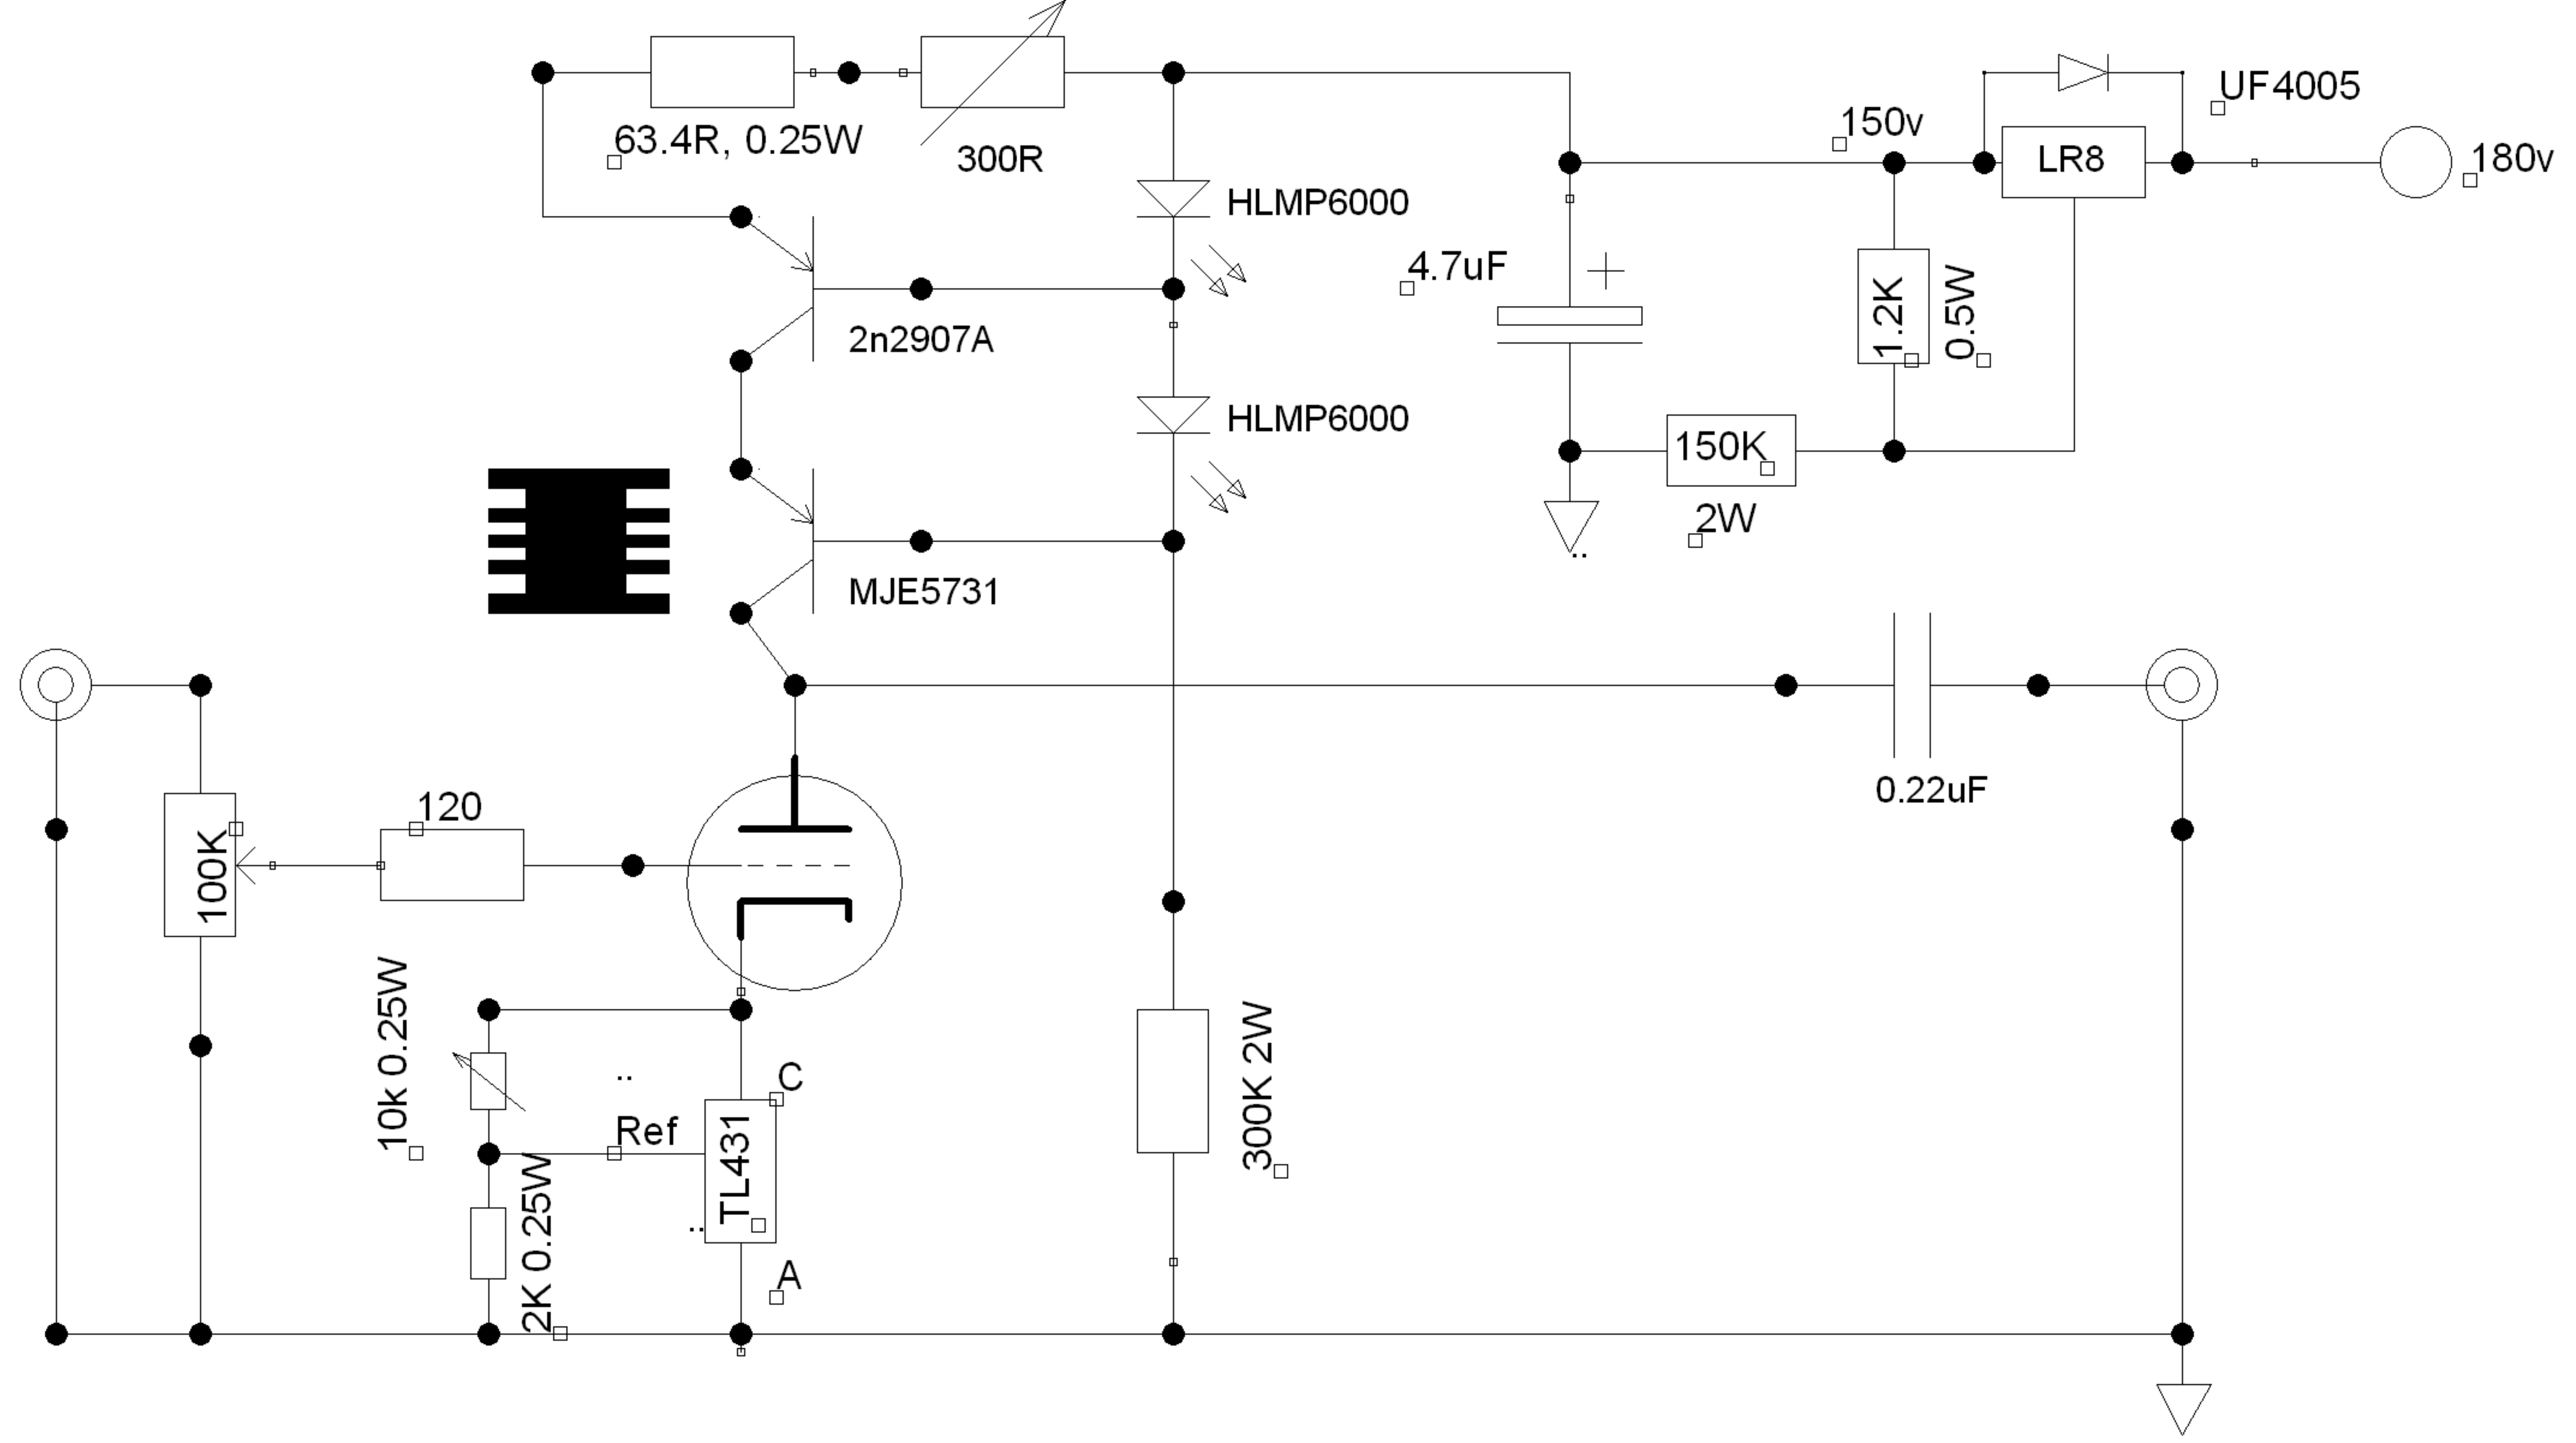 UF4005
150v
63.4R, 0.25W
300R
LR8
180v
HLMP6000
4.7uF
1.2K
0.5W
2n2907A
HLMP6000
150K
2W
MJE5731
0.22uF
120
100K
10k 0.25W
C
Ref
TL431
300K 2W
2K 0.25W
A